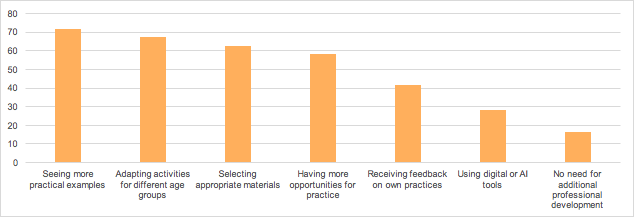 80
70
60
50
40
30
20
10
0
Seeing more
practical examples
Adapting activities
for different age
groups
Selecting
appropriate materials
Having more
opportunities for
practice
Receiving feedback
on own practices
Using digital or AI
tools
No need for
additional
professional
development